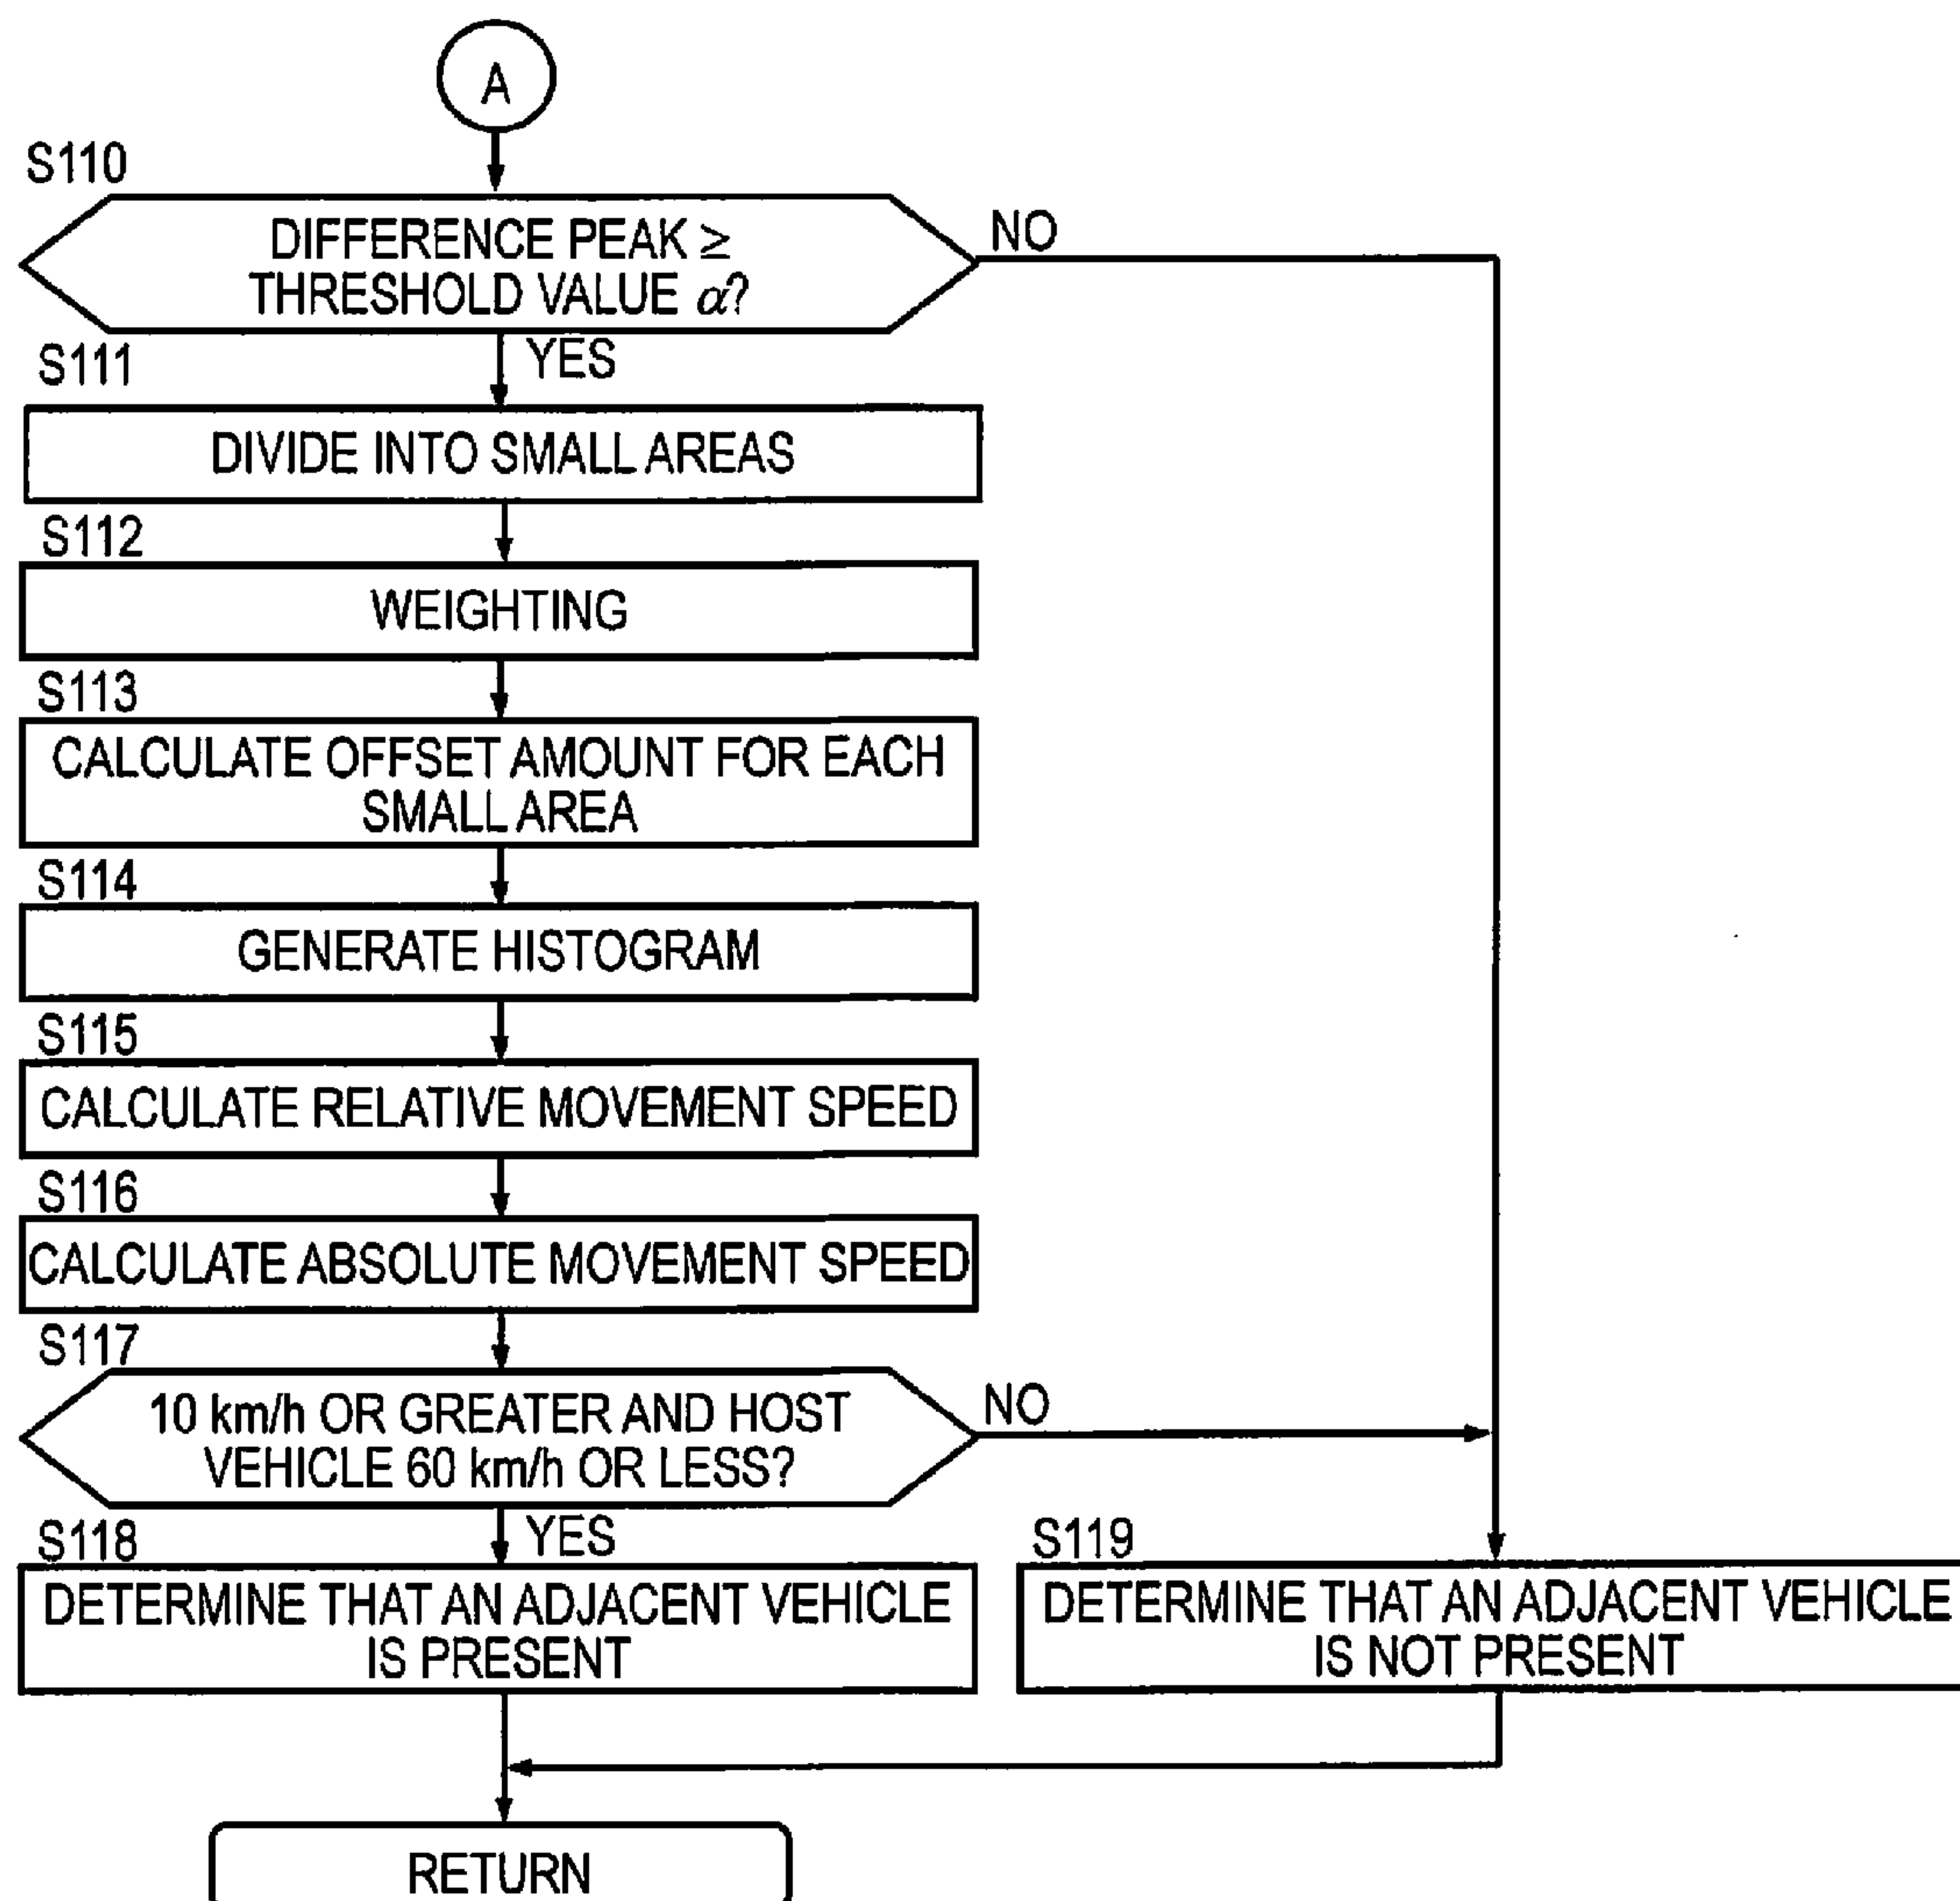 A
S110
DIFFERENCE PEAK ≥
THRESHOLD VALUE α?
NO
YES
S111
DIVIDE INTO SMALL AREAS
S112
WEIGHTING
S113
CALCULATE OFFSET AMOUNT FOR EACH
SMALL AREA
S114
GENERATE HISTOGRAM
S115
CALCULATE RELATIVE MOVEMENT SPEED
S116
CALCULATE ABSOLUTE MOVEMENT SPEED
S117
10 km/h OR GREATER AND HOST
VEHICLE 60 km/h OR LESS?
NO
YES
S118
DETERMINE THAT AN ADJACENT VEHICLE
IS PRESENT
S119
DETERMINE THAT AN ADJACENT VEHICLE
IS NOT PRESENT
RETURN